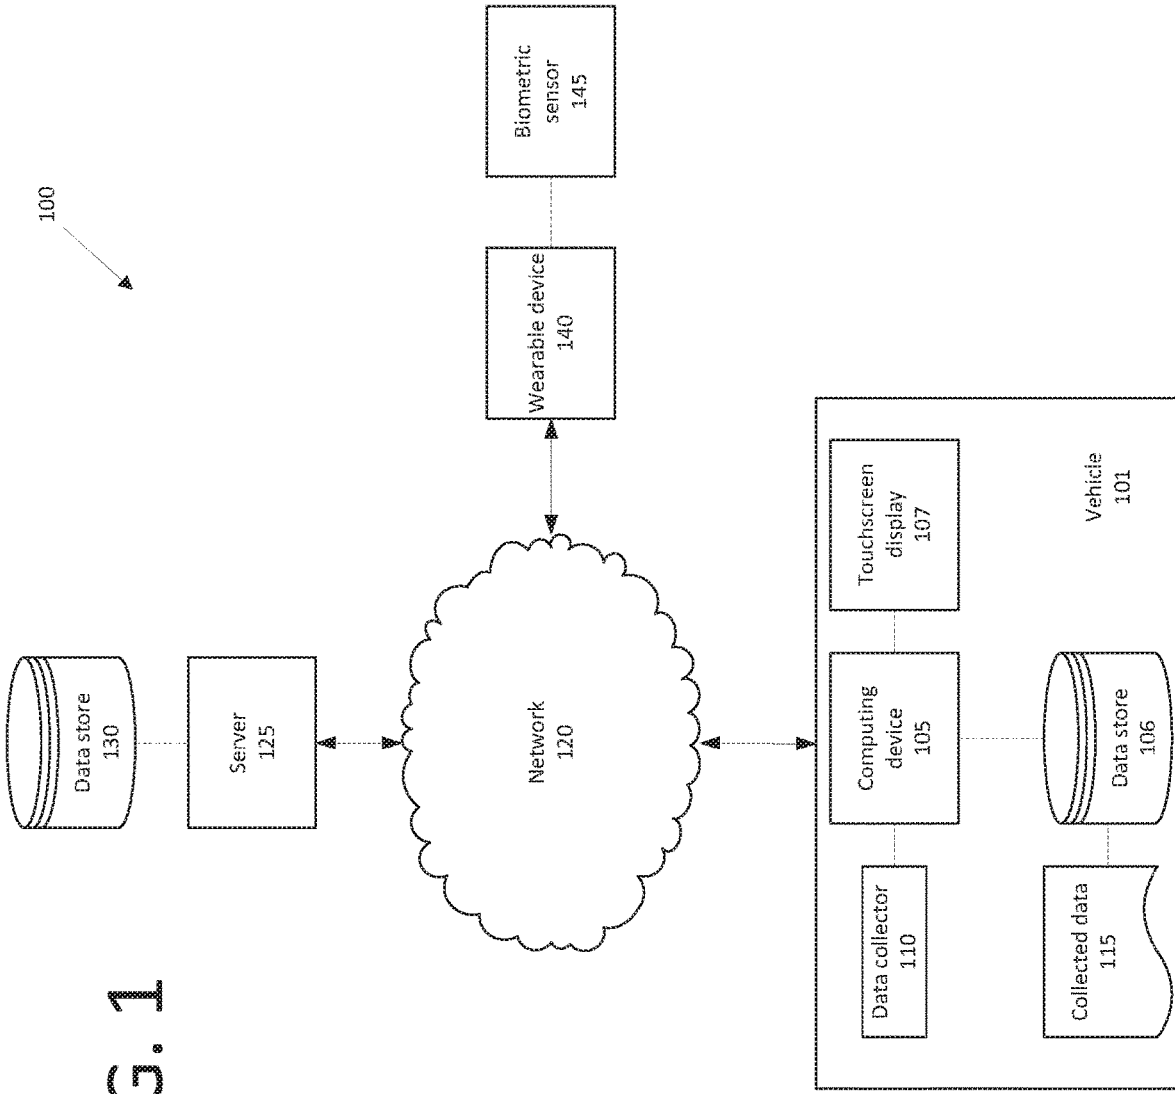 G. 1
100
Data store
130
Server
125
Network
120
Wearable device
140
Biometric
sensor
145
Data collector
110
Computing
device
105
Touchscreen
display
107
Collected data
115
Data store
106
Vehicle
101